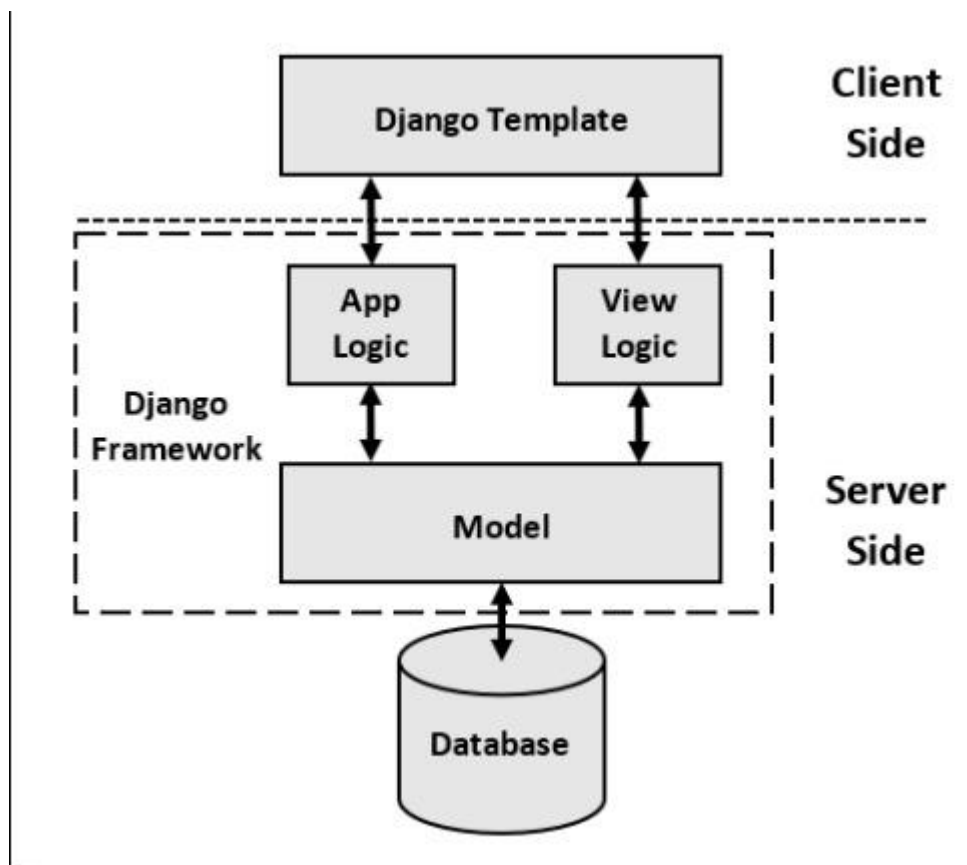 Client
Side
Django Template
App
Logic
View
Logic
Django
Framework
Model
Server
Side
Database